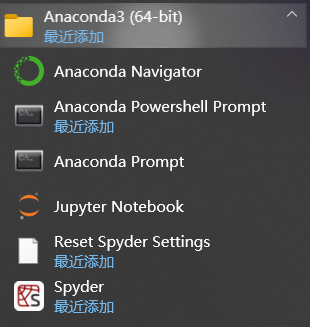 Anaconda3 (64-bit)
最近添加
Anaconda Navigator
Anaconda Powershell Prompt
最近添加
Anaconda Prompt
Jupyter Notebook
Reset Spyder Settings
最近添加
Spyder
最近添加